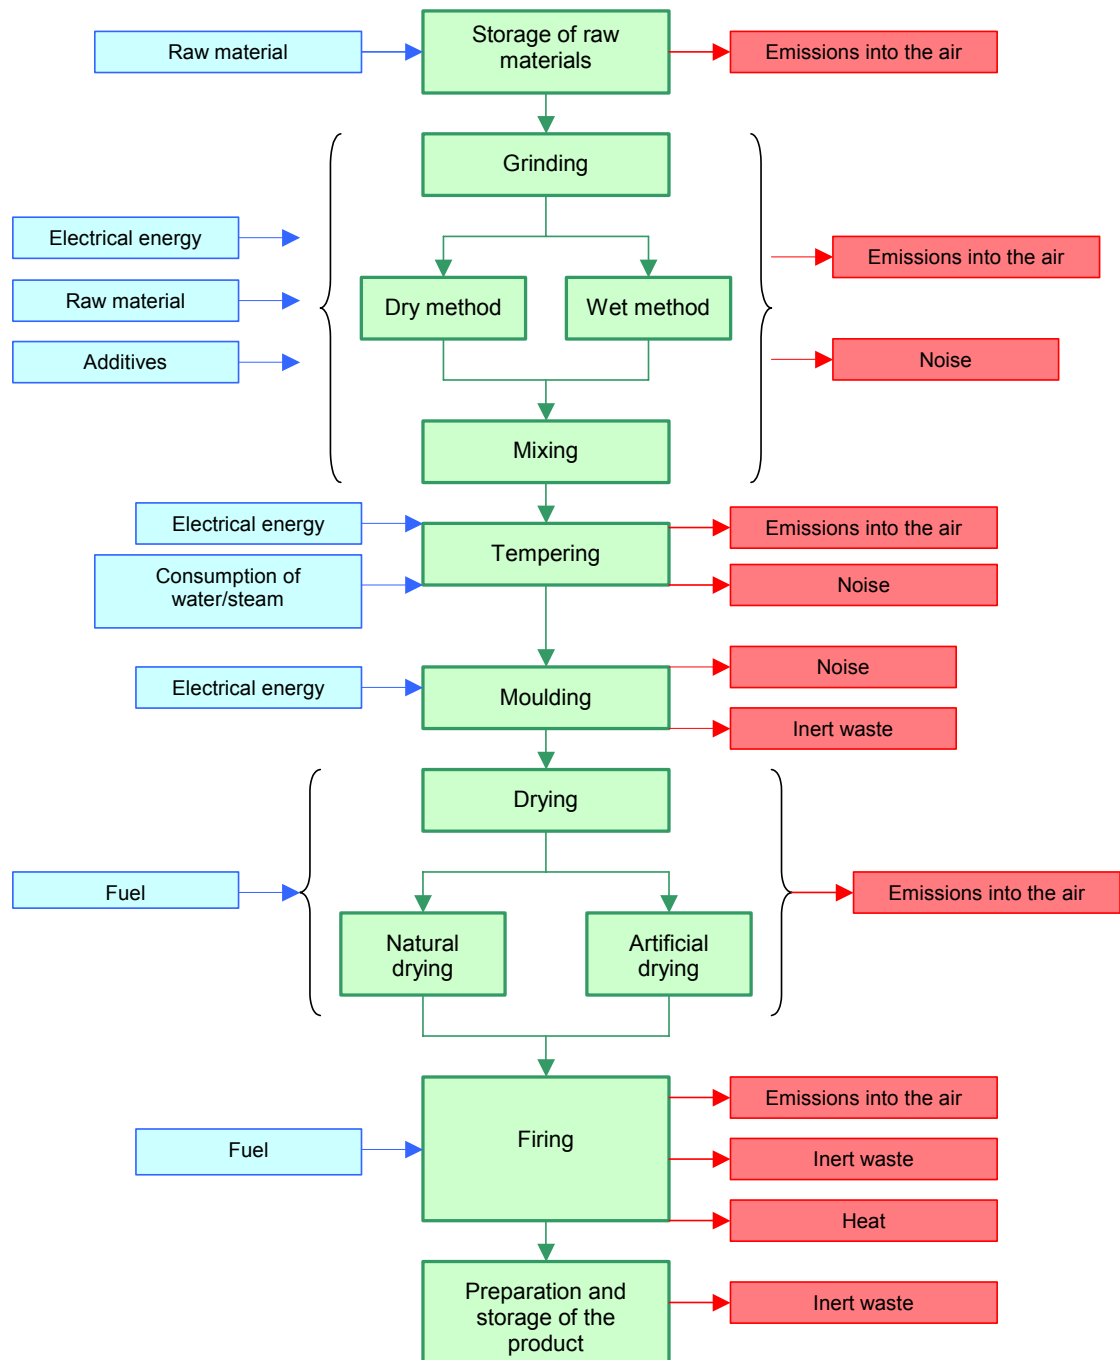 Raw material
Storage of raw
materials
Emissions into the air
Grinding
Electrical energy
Emissions into the air
Raw material
Dry method
Wet method
Additives
Noise
Mixing
Electrical energy
Emissions into the air
Tempering
Consumption of
water/steam
Noise
Noise
Electrical energy
Moulding
Inert waste
Drying
Fuel
Emissions into the air
Natural
drying
Artificial
drying
Emissions into the air
Fuel
Firing
Inert waste
Heat
Preparation and
storage of the
product
Inert waste